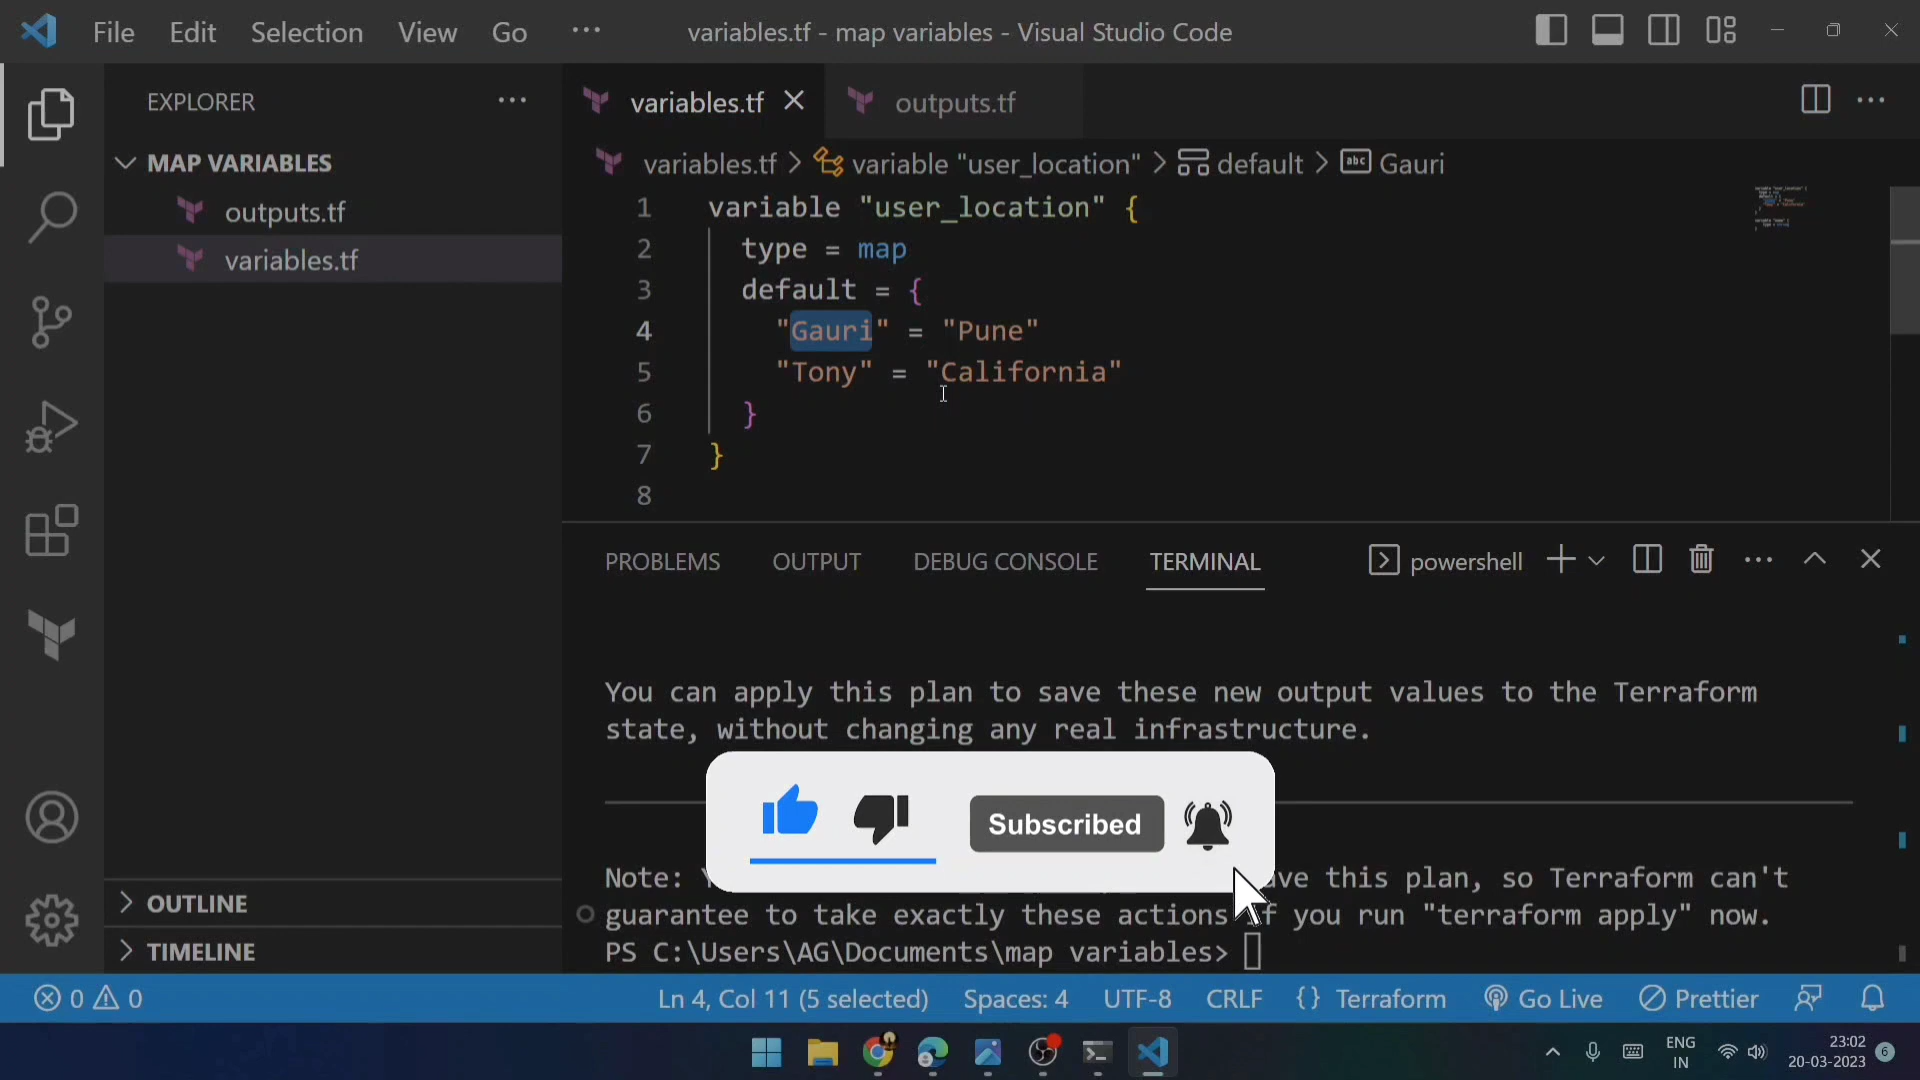 File Edit Selection View Go ··· variables.tf - map variables - Visual Studio Code
EXPLORER ···
MAP VARIABLES
outputs.tf
variables.tf
OUTLINE
TIMELINE
variables.tf outputs.tf
variables.tf > variable "user_location" > default > abc Gauri
1 variable "user_location" {
2 type = map
3 default = {
4 "Gauri" = "Pune"
5 "Tony" = "California"
6 }
7 }
8
PROBLEMS OUTPUT DEBUG CONSOLE TERMINAL powershell
You can apply this plan to save these new output values to the Terraform
state, without changing any real infrastructure.
Subscribed
Note: ve this plan, so Terraform can't
guarantee to take exactly these actions if you run "terraform apply" now.
PS C:\Users\AG\Documents\map variables>
0 0 Ln 4, Col 11 (5 selected) Spaces: 4 UTF-8 CRLF {} Terraform Go Live Prettier
ENG
IN
23:02
20-03-2023
6